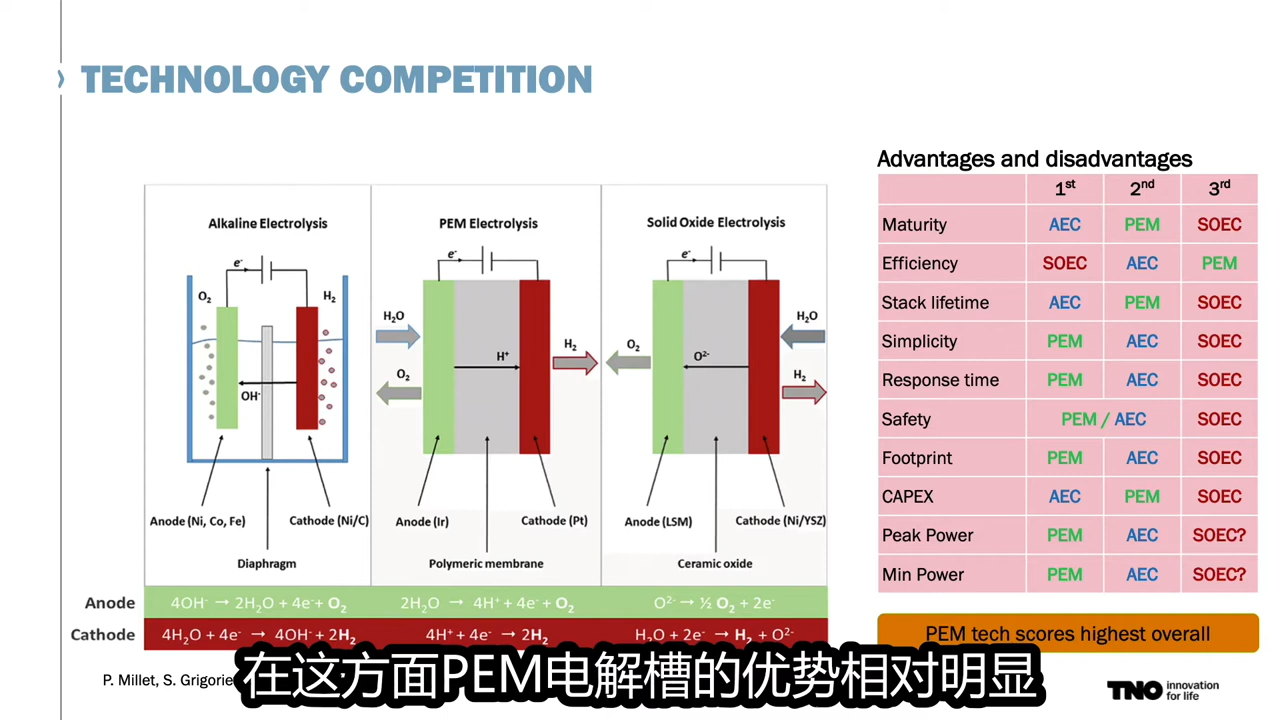 TECHNOLOGY COMPETITION
Alkaline Electrolysis
e⁻
O₂
H₂
OH⁻
Anode (Ni, Co, Fe)
Cathode (Ni/C)
Diaphragm
PEM Electrolysis
e⁻
H₂O
O₂
H⁺
H₂
Anode (Ir)
Cathode (Pt)
Polymeric membrane
Solid Oxide Electrolysis
e⁻
O₂
O²⁻
H₂O
H₂
Anode (LSM)
Cathode (Ni/YSZ)
Ceramic oxide
Anode 4OH⁻ → 2H₂O + 4e⁻ + O₂ 2H₂O → 4H⁺ + 4e⁻ + O₂ O²⁻ → ½ O₂ + 2e⁻
Cathode 4H₂O + 4e⁻ → 4OH⁻ + 2H₂ 4H⁺ + 4e⁻ → 2H₂ H₂O + 2e⁻ → H₂ + O²⁻
Advantages and disadvantages
1st 2nd 3rd
Maturity AEC PEM SOEC
Efficiency SOEC AEC PEM
Stack lifetime AEC PEM SOEC
Simplicity PEM AEC SOEC
Response time PEM AEC SOEC
Safety PEM / AEC SOEC
Footprint PEM AEC SOEC
CAPEX AEC PEM SOEC
Peak Power PEM AEC SOEC?
Min Power PEM AEC SOEC?
PEM tech scores highest overall
P. Millet, S.
在这方面PEM电解槽的优势相对明显
TNO innovation
for life